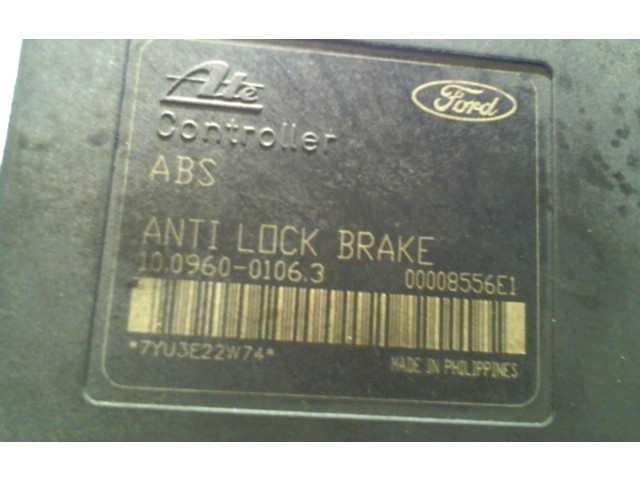 Ate
Ford
Controller
ABS
ANTI LOCK BRAKE
10.0960-0106.3 00008556E1
*7YU3E22W74*
MADE IN PHILIPPINES